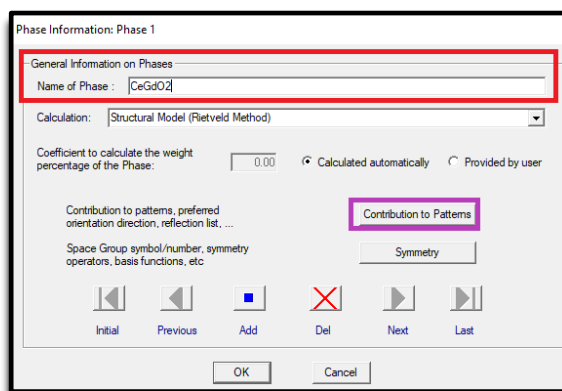 Phase Information: Phase 1
General Information on Phases
Name of Phase : CeGdO2
Calculation: Structural Model (Rietveld Method)
Coefficient to calculate the weight
percentage of the Phase: 0.00 Calculated automatically Provided by user
Contribution to patterns, preferred
orientation direction, reflection list, ...
Contribution to Patterns
Space Group symbol/number, symmetry
operators, basis functions, etc
Symmetry
Initial Previous Add Del Next Last
OK Cancel